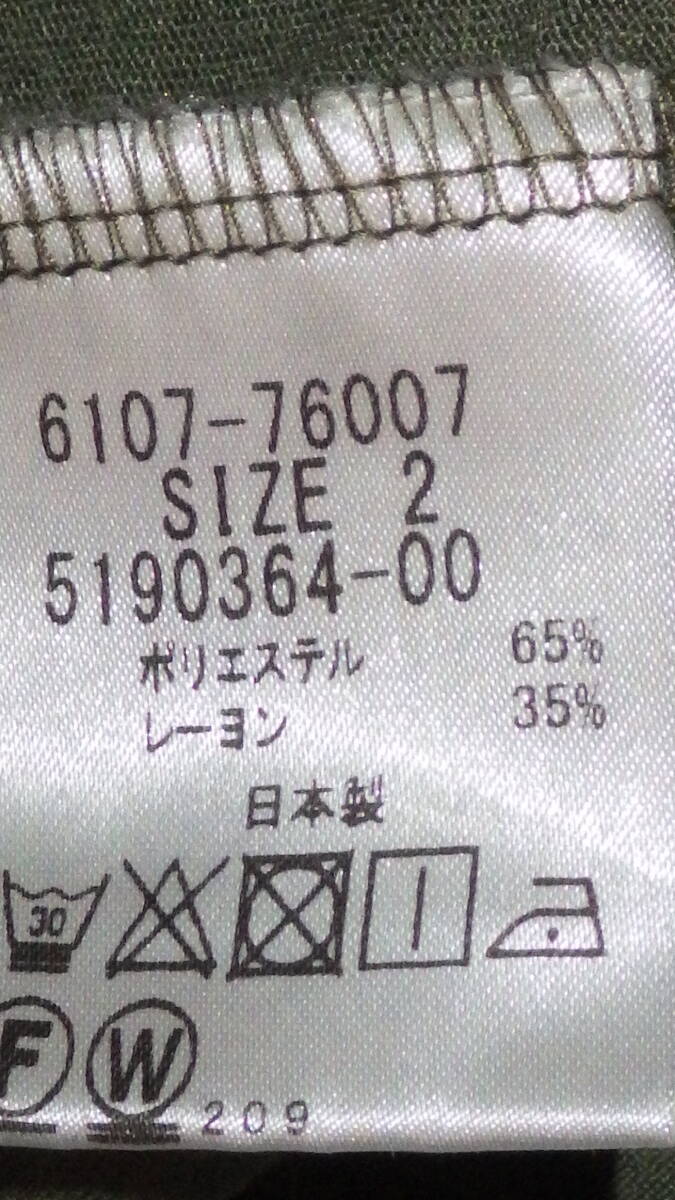 6107-76007
SIZE 2
5190364-00
ポリエステル 65%
レーヨン 35%
日本製
30
F W 209